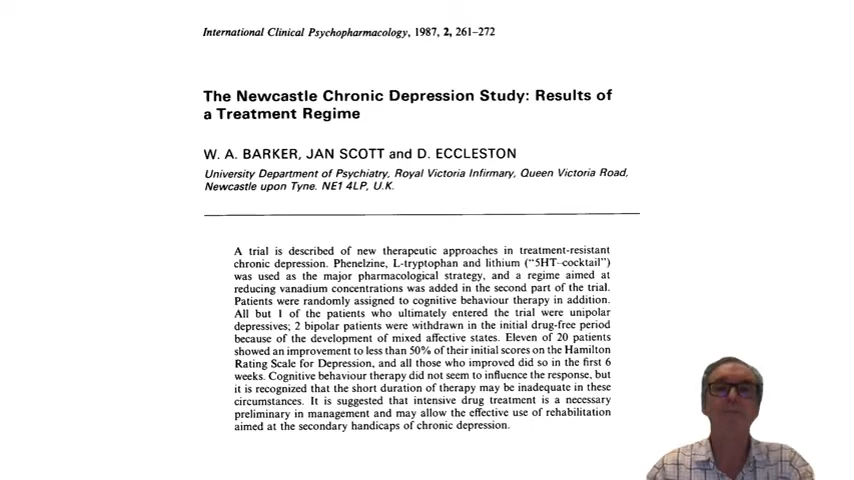 International Clinical Psychopharmacology, 1987, 2, 261–272
The Newcastle Chronic Depression Study: Results of
a Treatment Regime
W. A. BARKER, JAN SCOTT and D. ECCLESTON
University Department of Psychiatry, Royal Victoria Infirmary, Queen Victoria Road,
Newcastle upon Tyne. NE1 4LP, U.K.
A trial is described of new therapeutic approaches in treatment-resistant
chronic depression. Phenelzine, L-tryptophan and lithium ("5HT–cocktail")
was used as the major pharmacological strategy, and a regime aimed at
reducing vanadium concentrations was added in the second part of the trial.
Patients were randomly assigned to cognitive behaviour therapy in addition.
All but 1 of the patients who ultimately entered the trial were unipolar
depressives; 2 bipolar patients were withdrawn in the initial drug-free period
because of the development of mixed affective states. Eleven of 20 patients
showed an improvement to less than 50% of their initial scores on the Hamilton
Rating Scale for Depression, and all those who improved did so in the first 6
weeks. Cognitive behaviour therapy did not seem to influence the response, but
it is recognized that the short duration of therapy may be inadequate in these
circumstances. It is suggested that intensive drug treatment is a necessary
preliminary in management and may allow the effective use of rehabilitation
aimed at the secondary handicaps of chronic depression.